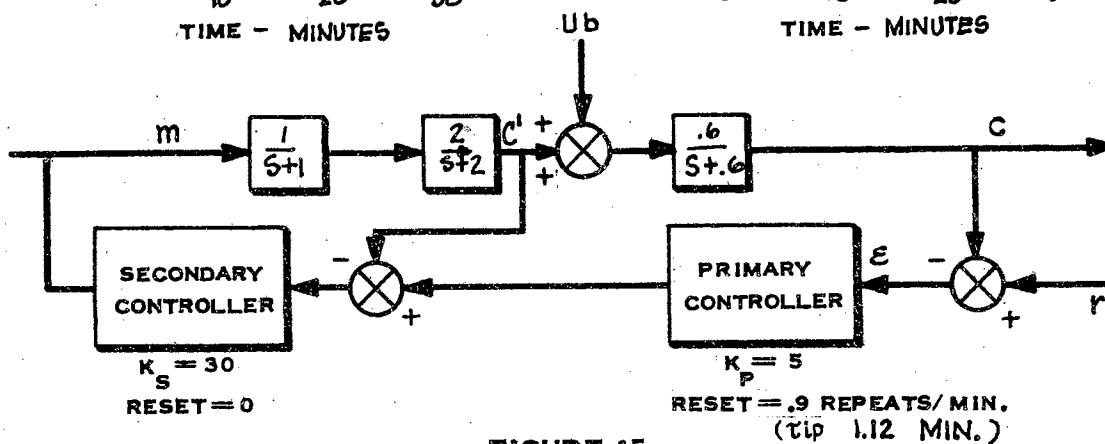 TIME - MINUTES
TIME - MINUTES
Ub
m
1
S+1
2
S+2
C'
+
+
.6
S+.6
C
SECONDARY
CONTROLLER
-
+
PRIMARY
CONTROLLER
ε
-
+
r
K_S = 30
RESET = 0
K_P = 5
RESET = .9 REPEATS/MIN.
(τip 1.12 MIN.)